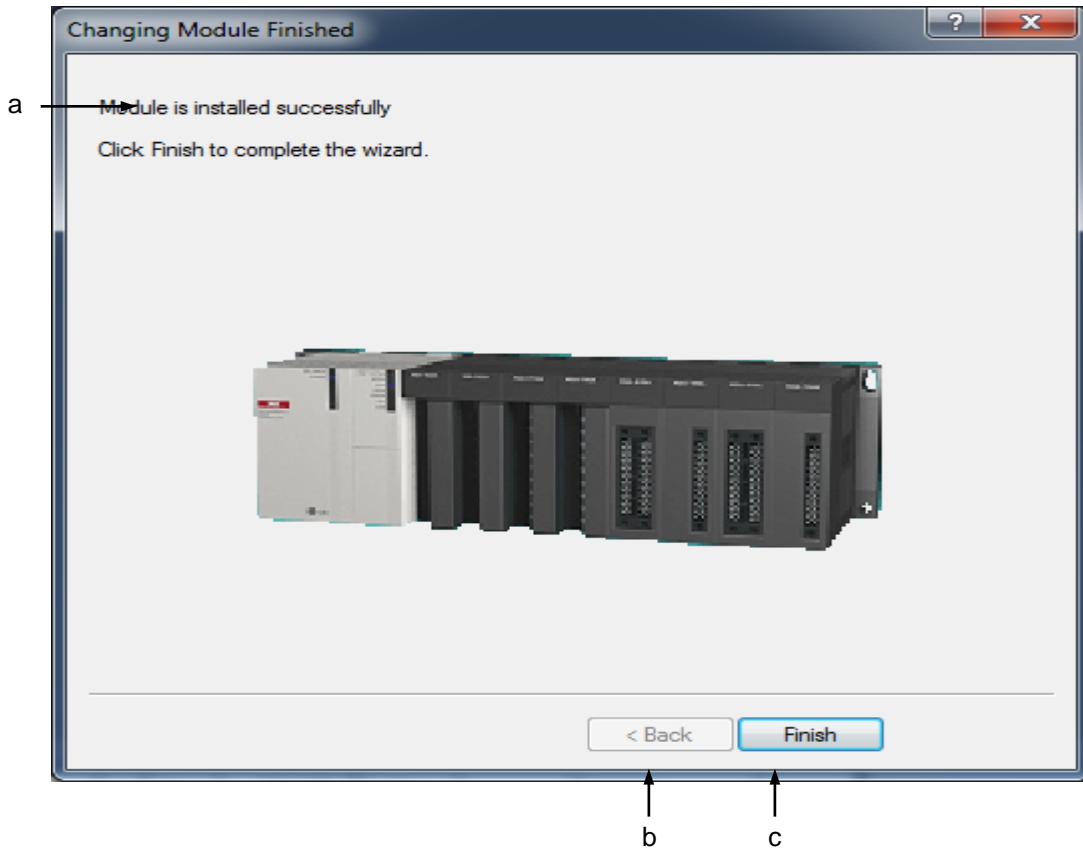 Changing Module Finished
?
a
Module is installed successfully
Click Finish to complete the wizard.
< Back
Finish
b
c